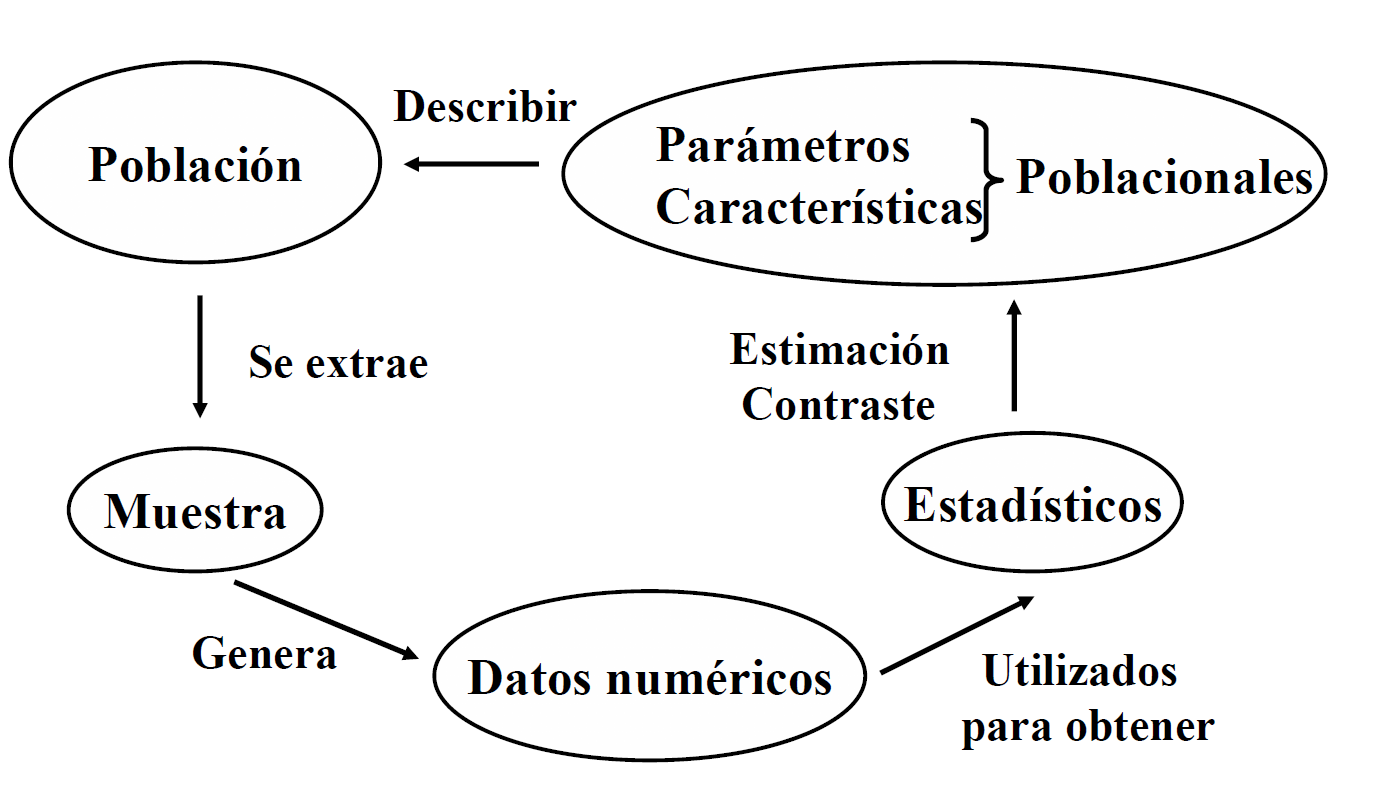 Población
Describir
Parámetros
Características
Poblacionales
Se extrae
Estimación
Contraste
Muestra
Estadísticos
Genera
Datos numéricos
Utilizados
para obtener